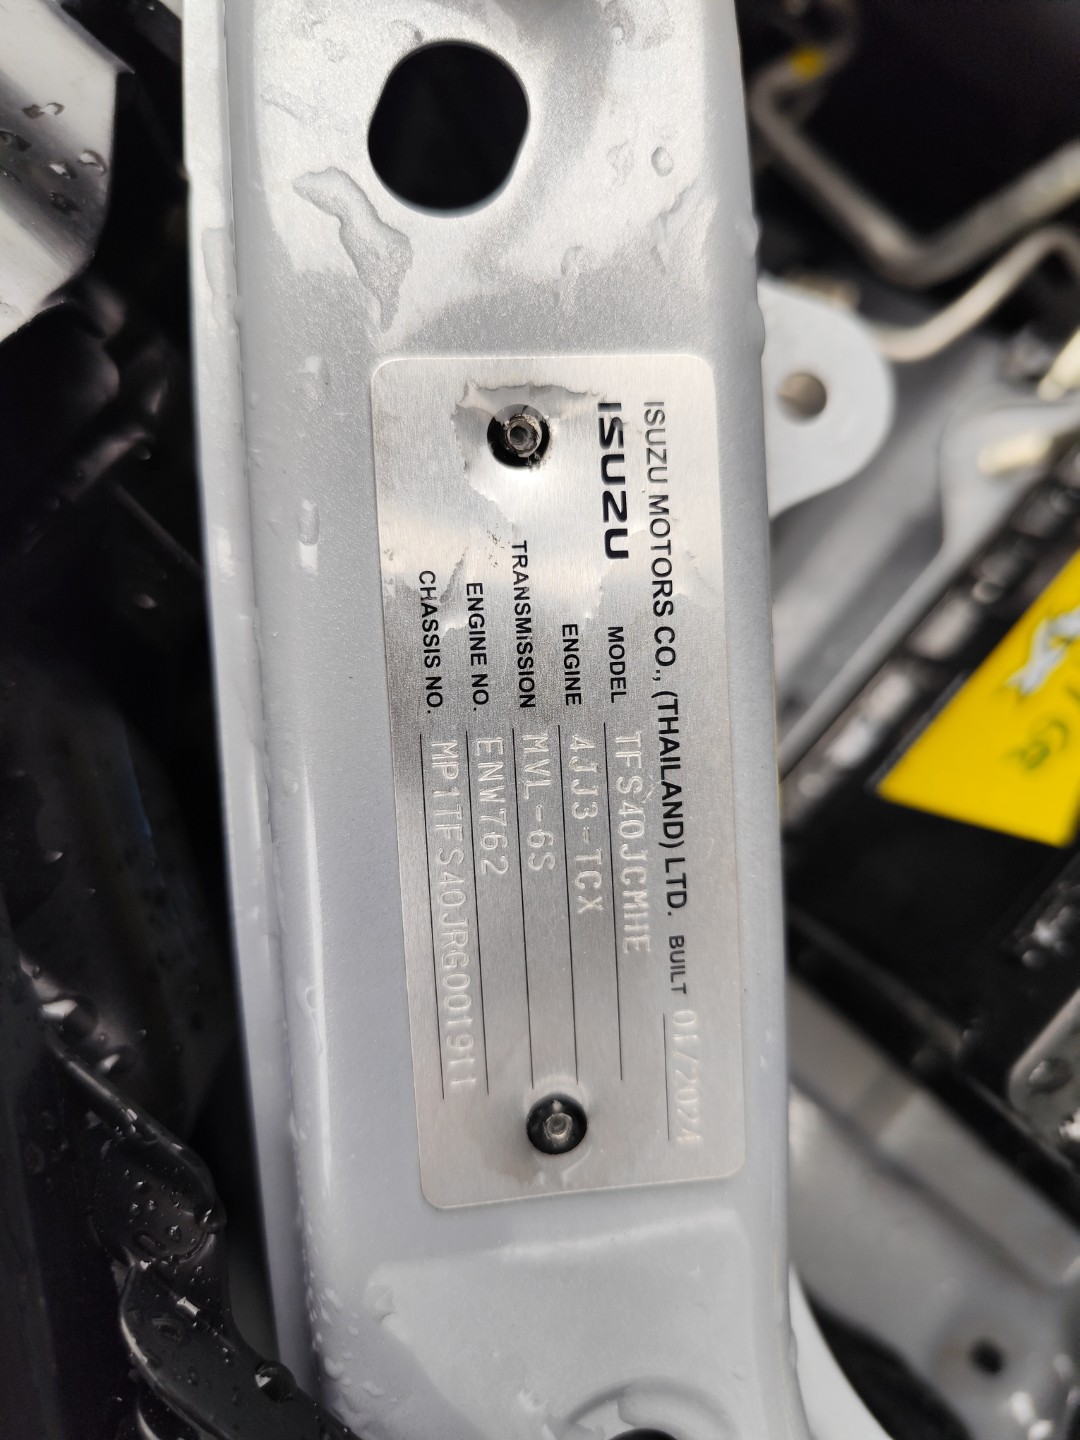 ISUZU MOTORS CO., (THAILAND) LTD. BUILT 01/2024
ISUZU
MODEL TFS40JGMHE
ENGINE 4JJ3-TCX
TRANSMISSION MVL-6S
ENGINE NO. ENW762
CHASSIS NO. MP1TFS40JRG001911